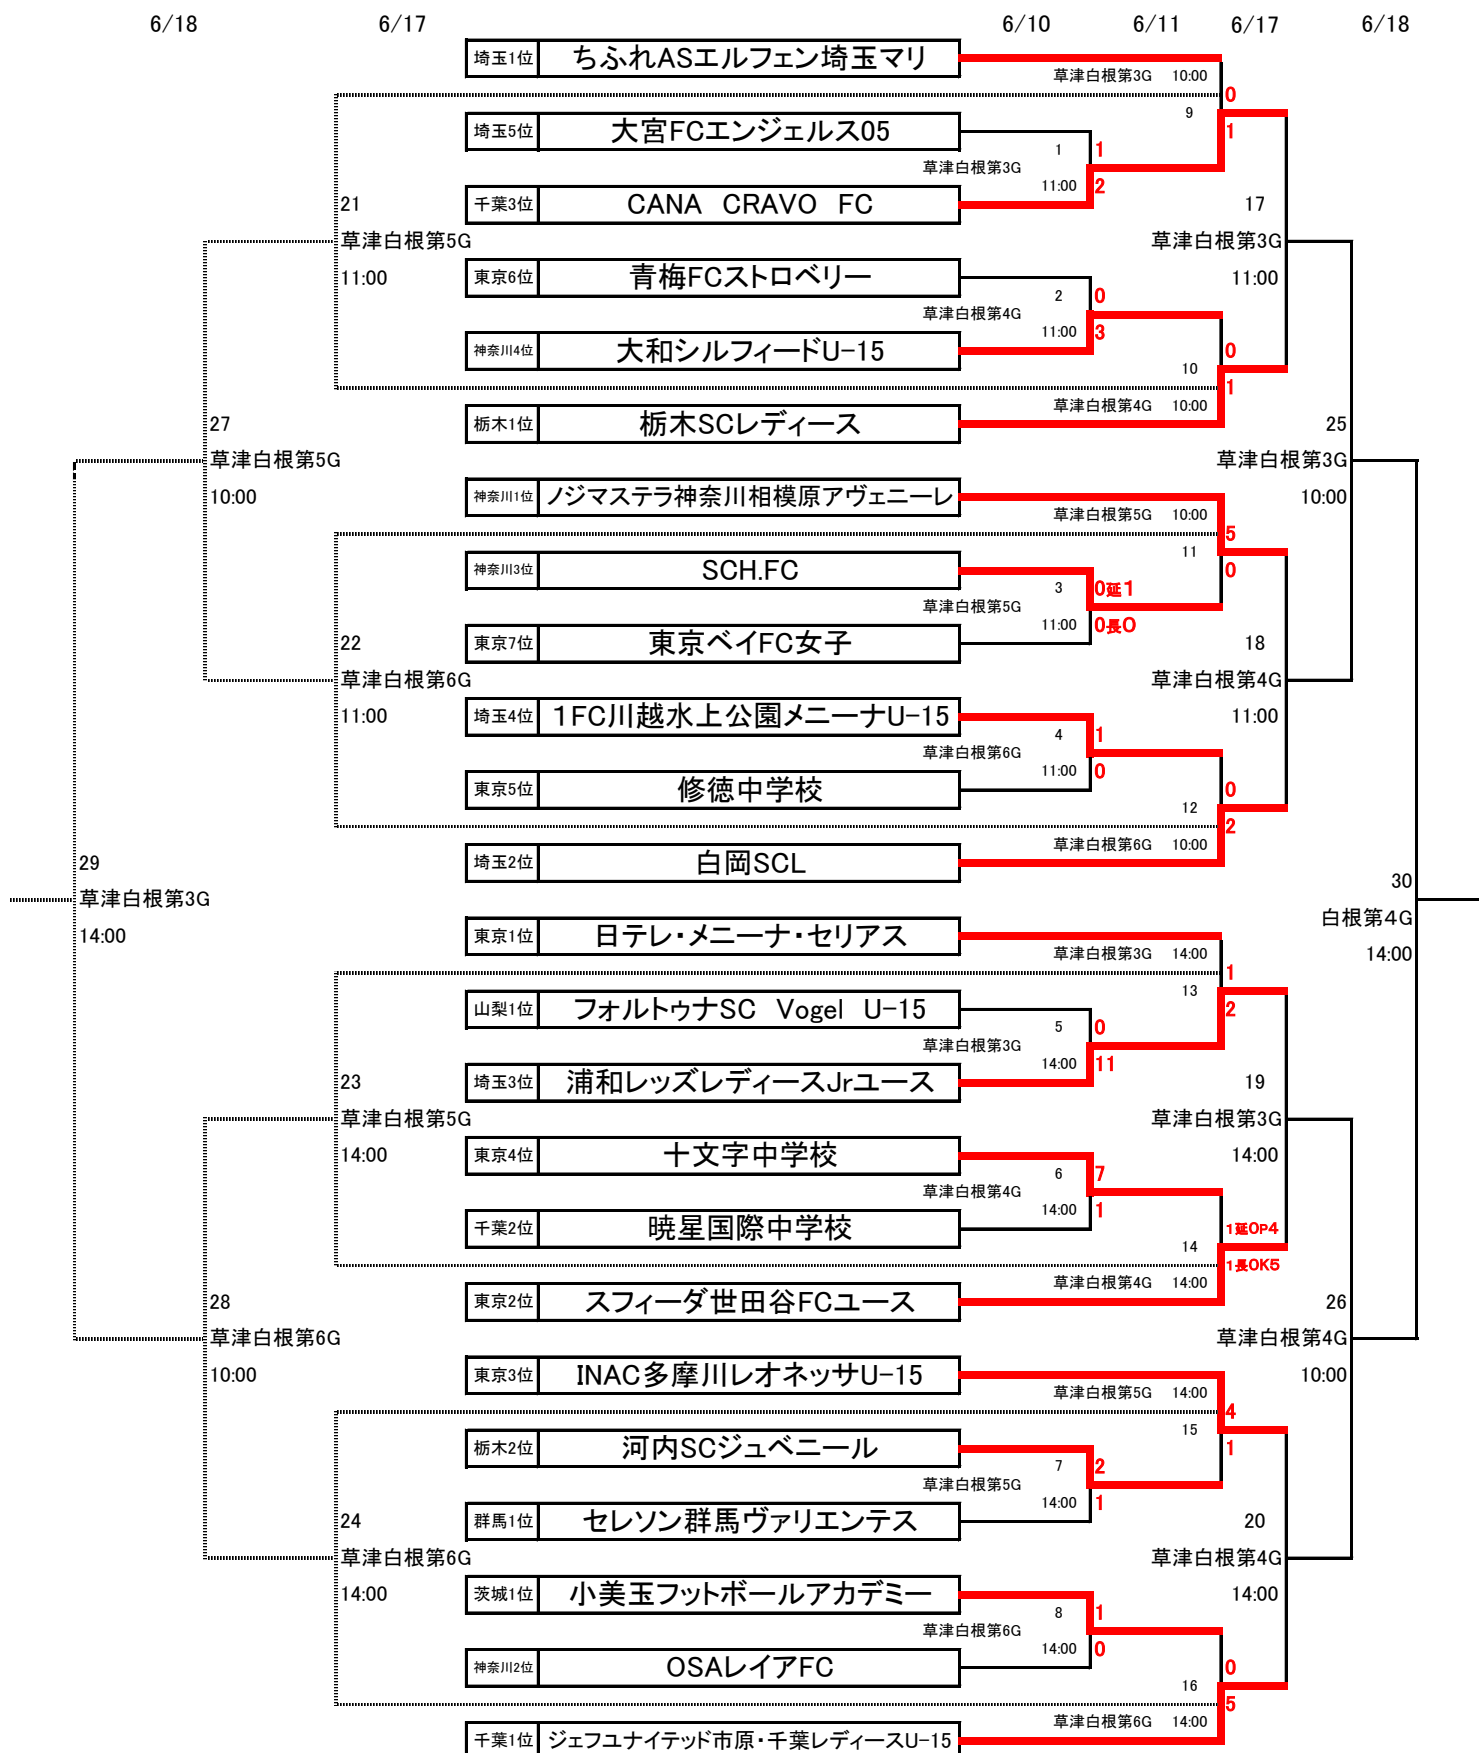 6/18
6/17
6/10
6/11
6/17
6/18
埼玉1位 ちふれASエルフェン埼玉マリ
草津白根第3G 10:00
0
9
1
埼玉5位 大宮FCエンジェルス05
1
1
草津白根第3G
11:00
2
千葉3位 CANA CRAVO FC
21
草津白根第5G
11:00
17
草津白根第3G
11:00
東京6位 青梅FCストロベリー
2
0
草津白根第4G
11:00
3
神奈川4位 大和シルフィードU-15
0
10
1
草津白根第4G 10:00
栃木1位 栃木SCレディース
27
草津白根第5G
10:00
25
草津白根第3G
10:00
神奈川1位 ノジマステラ神奈川相模原アヴェニーレ
草津白根第5G 10:00
5
11
0
神奈川3位 SCH.FC
3
0延1
草津白根第5G
11:00
0長0
東京7位 東京ベイFC女子
22
草津白根第6G
11:00
18
草津白根第4G
11:00
埼玉4位 1FC川越水上公園メニーナU-15
4
1
草津白根第6G
11:00
0
東京5位 修徳中学校
0
12
2
草津白根第6G 10:00
埼玉2位 白岡SCL
29
草津白根第3G
14:00
30
白根第4G
14:00
東京1位 日テレ・メニーナ・セリアス
草津白根第3G 14:00
1
13
2
山梨1位 フォルトゥナSC Vogel U-15
5
0
草津白根第3G
14:00
11
埼玉3位 浦和レッズレディースJrユース
23
草津白根第5G
14:00
19
草津白根第3G
14:00
東京4位 十文字中学校
6
7
草津白根第4G
14:00
1
千葉2位 暁星国際中学校
1延0P4
14
1長0K5
草津白根第4G 14:00
東京2位 スフィーダ世田谷FCユース
28
草津白根第6G
10:00
26
草津白根第4G
10:00
東京3位 INAC多摩川レオネッサU-15
草津白根第5G 14:00
4
15
1
栃木2位 河内SCジュベニール
7
2
草津白根第5G
14:00
1
群馬1位 セレソン群馬ヴァリエンテス
24
草津白根第6G
14:00
20
草津白根第4G
14:00
茨城1位 小美玉フットボールアカデミー
8
1
草津白根第6G
14:00
0
神奈川2位 OSAレイアFC
0
16
5
草津白根第6G 14:00
千葉1位 ジェフユナイテッド市原・千葉レディースU-15